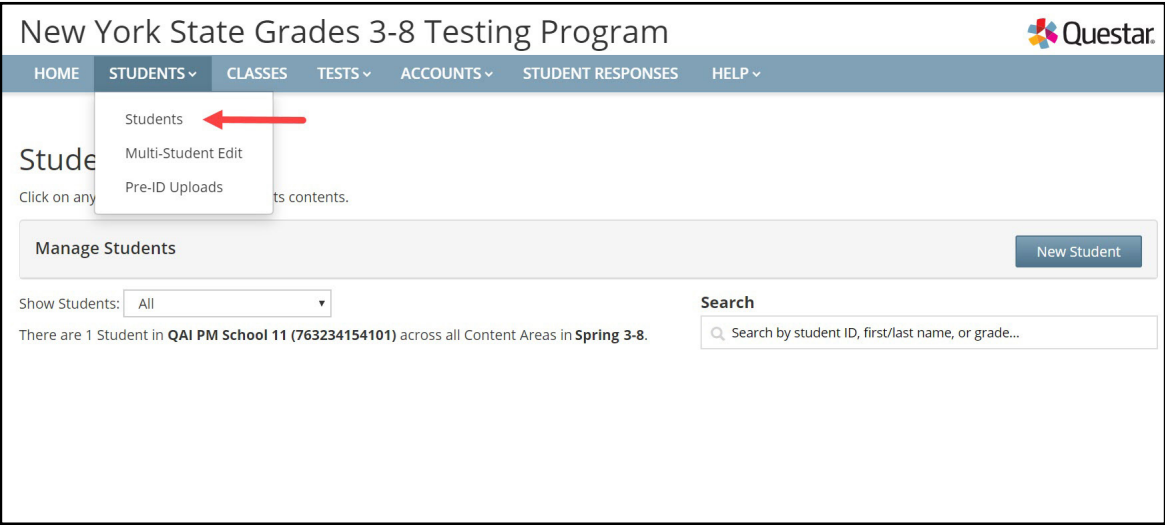 New York State Grades 3-8 Testing Program
Questar.
HOME STUDENTS CLASSES TESTS ACCOUNTS STUDENT RESPONSES HELP
Students
Multi-Student Edit
Pre-ID Uploads
Stude
Click on any ts contents.
Manage Students
New Student
Show Students: All
Search
There are 1 Student in QAI PM School 11 (763234154101) across all Content Areas in Spring 3-8.
Search by student ID, first/last name, or grade...